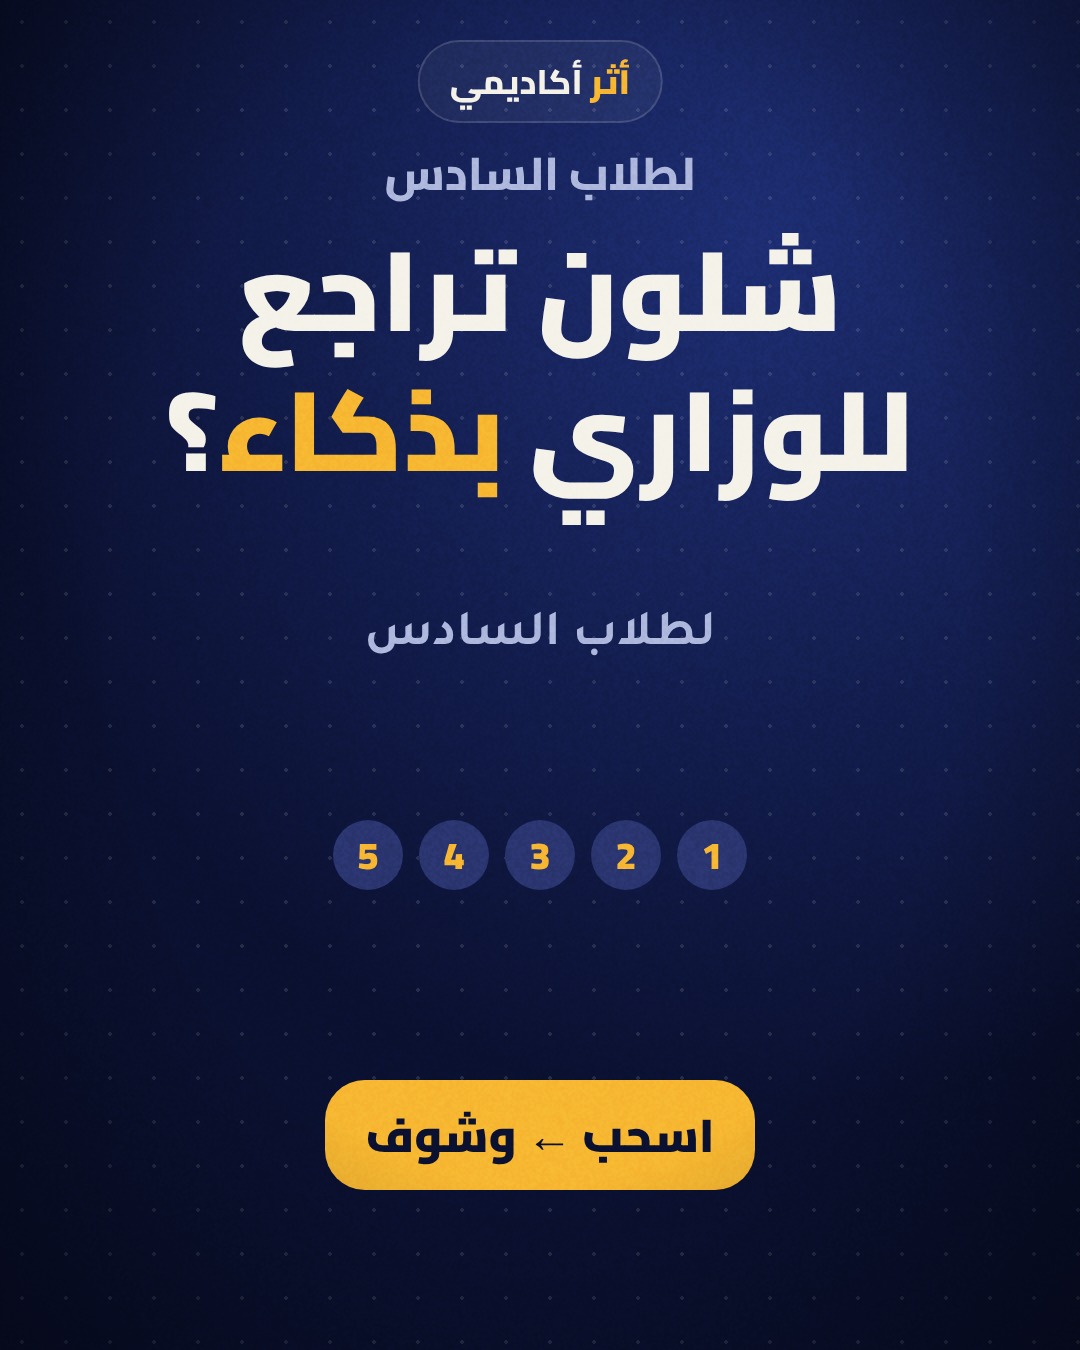 أثر أكاديمي
لطلاب السادس
شلون تراجع
للوزاري بذكاء؟
لطلاب السادس
1 2 3 4 5
اسحب ← وشوف